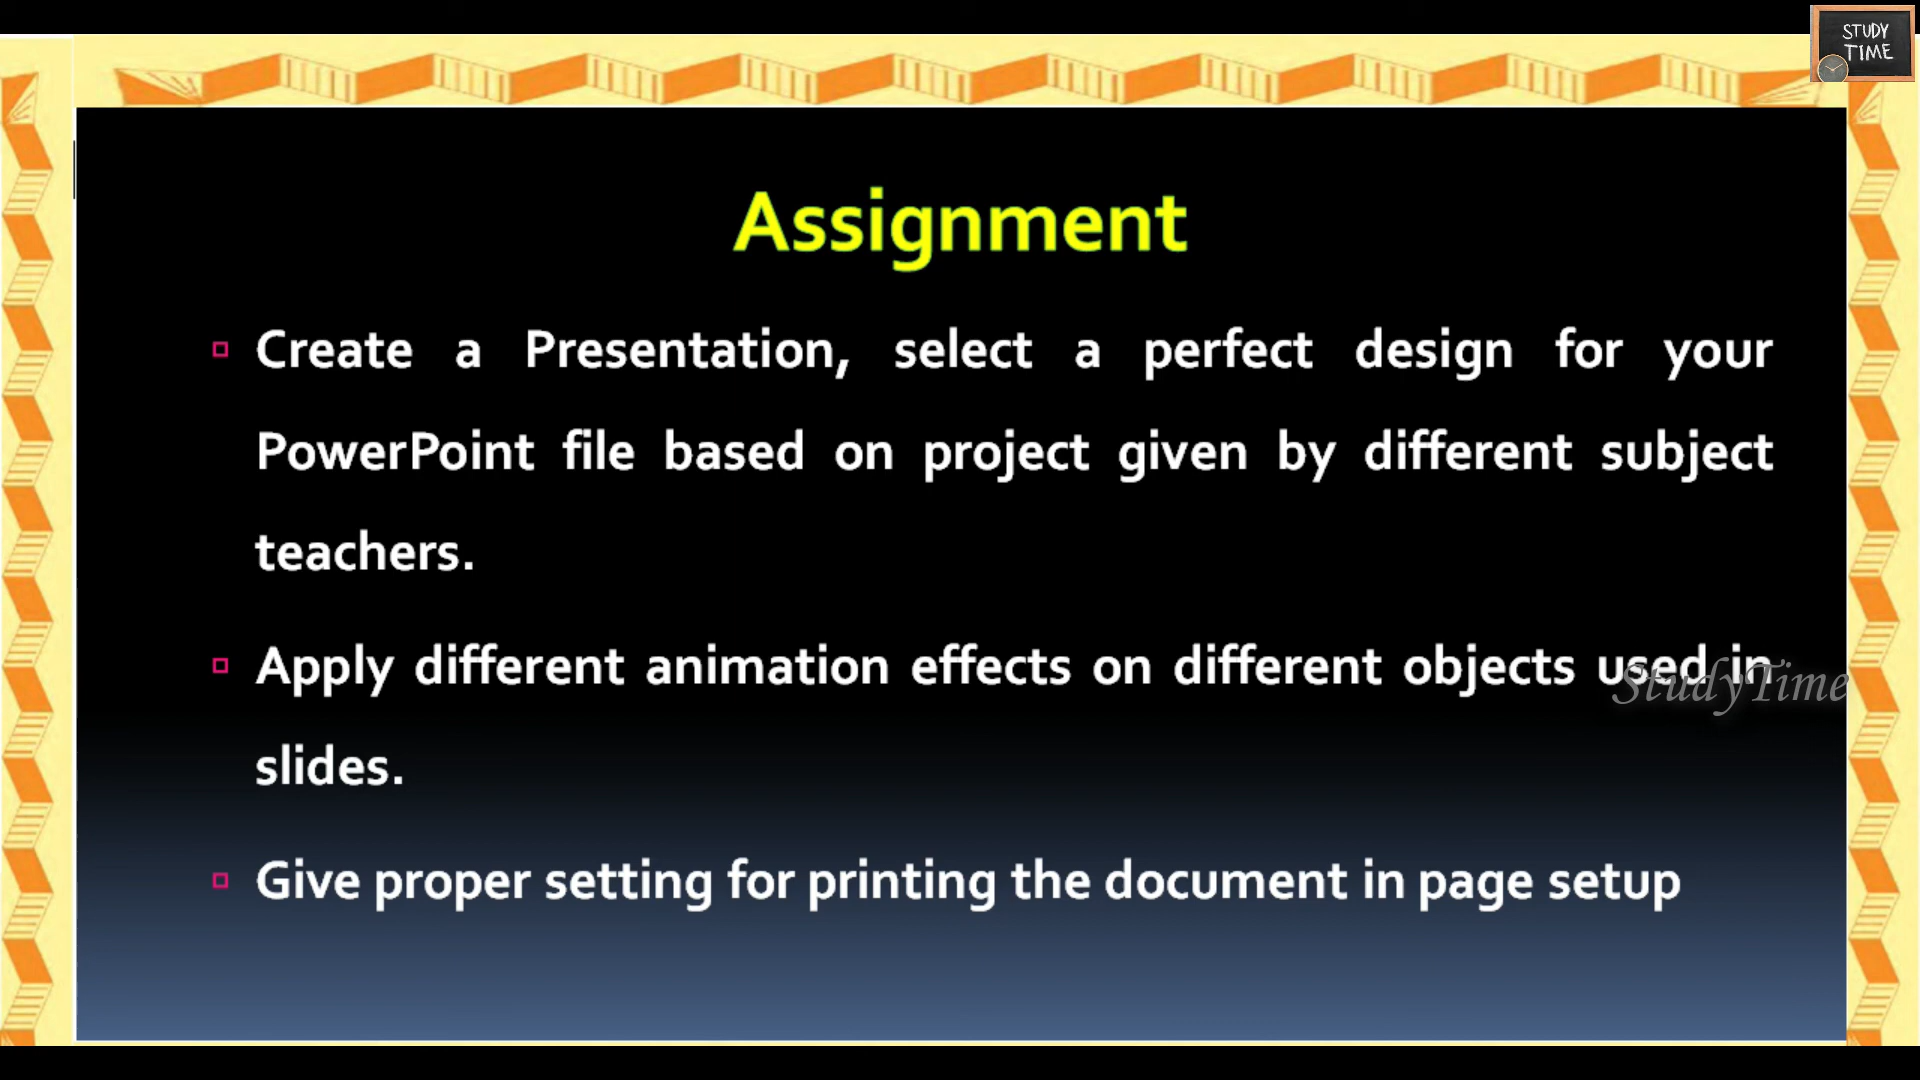 STUDY
TIME
Assignment
Create a Presentation, select a perfect design for your
PowerPoint file based on project given by different subject
teachers.
Apply different animation effects on different objects used in
StudyTime
slides.
Give proper setting for printing the document in page setup